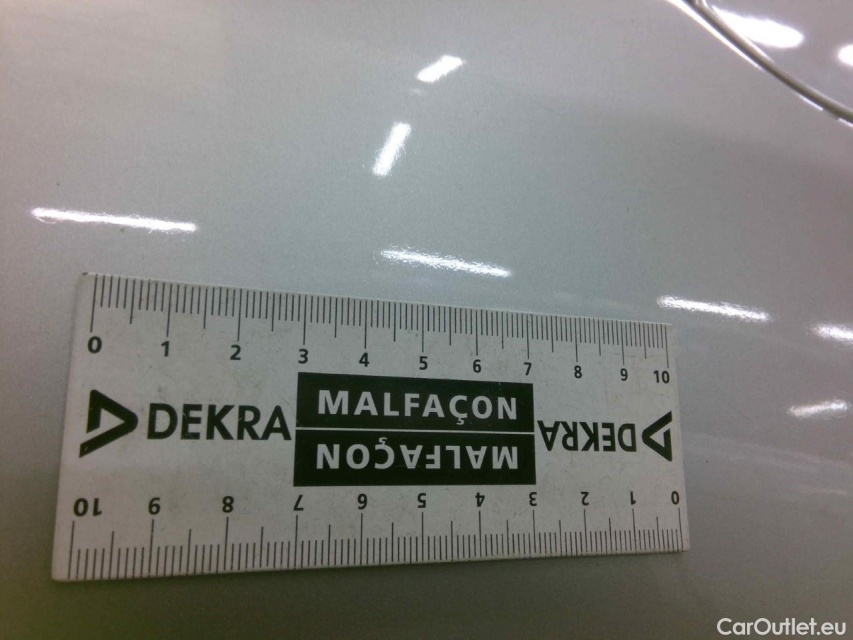 0 1 2 3 4 5 6 7 8 9 10
DEKRA MALFAÇON DEKRA
MALFAÇON
10 9 8 7 6 5 4 3 2 1 0
CarOutlet.eu